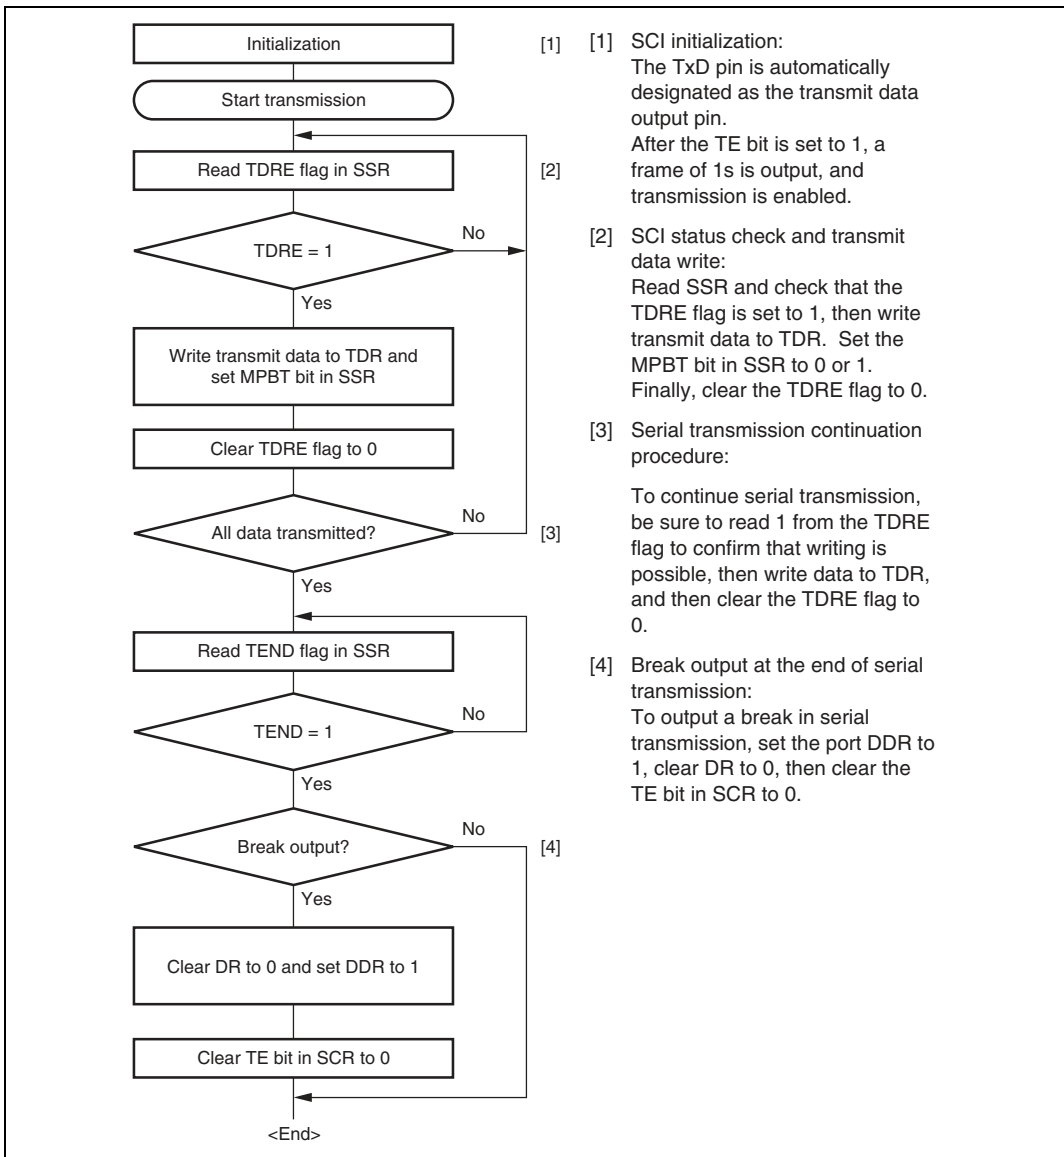 Initialization
[1]
Start transmission
Read TDRE flag in SSR
[2]
No
TDRE = 1
Yes
Write transmit data to TDR and
set MPBT bit in SSR
Clear TDRE flag to 0
No
All data transmitted?
[3]
Yes
Read TEND flag in SSR
No
TEND = 1
Yes
No
Break output?
[4]
Yes
Clear DR to 0 and set DDR to 1
Clear TE bit in SCR to 0
<End>
[1] SCI initialization:
The TxD pin is automatically
designated as the transmit data
output pin.
After the TE bit is set to 1, a
frame of 1s is output, and
transmission is enabled.
[2] SCI status check and transmit
data write:
Read SSR and check that the
TDRE flag is set to 1, then write
transmit data to TDR. Set the
MPBT bit in SSR to 0 or 1.
Finally, clear the TDRE flag to 0.
[3] Serial transmission continuation
procedure:
To continue serial transmission,
be sure to read 1 from the TDRE
flag to confirm that writing is
possible, then write data to TDR,
and then clear the TDRE flag to
0.
[4] Break output at the end of serial
transmission:
To output a break in serial
transmission, set the port DDR to
1, clear DR to 0, then clear the
TE bit in SCR to 0.